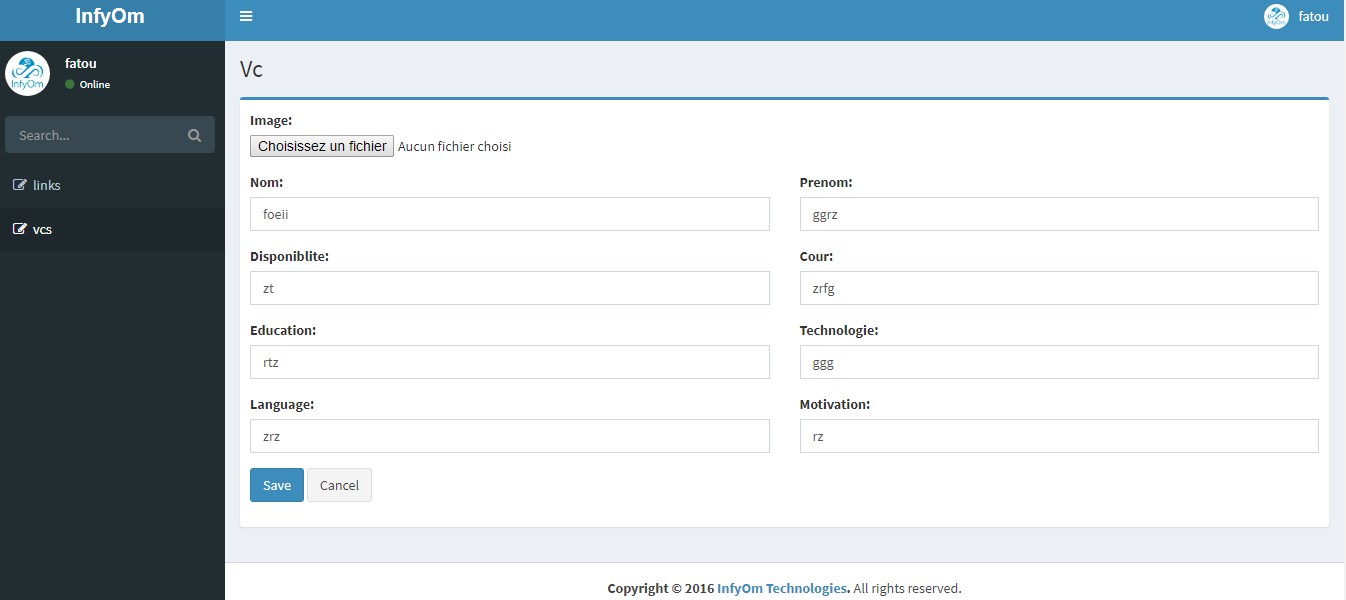 InfyOm
fatou
InfyOm
fatou
Online
InfyOm
Search...
links
vcs
Vc
Image:
Choisissez un fichier Aucun fichier choisi
Nom: Prenom:
foeii ggrz
Disponiblite: Cour:
zt zrfg
Education: Technologie:
rtz ggg
Language: Motivation:
zrz rz
Save Cancel
Copyright © 2016 InfyOm Technologies. All rights reserved.